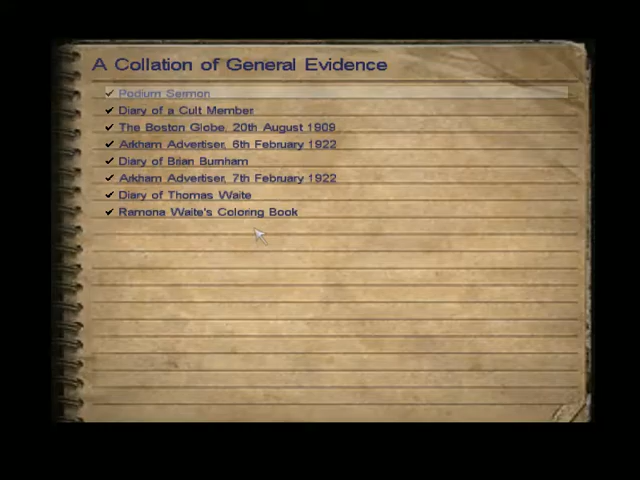 A Collation of General Evidence
Podium Sermon
Diary of a Cult Member
The Boston Globe, 20th August 1909
Arkham Advertiser, 6th February 1922
Diary of Brian Burnham
Arkham Advertiser, 7th February 1922
Diary of Thomas Waite
Ramona Waite's Coloring Book